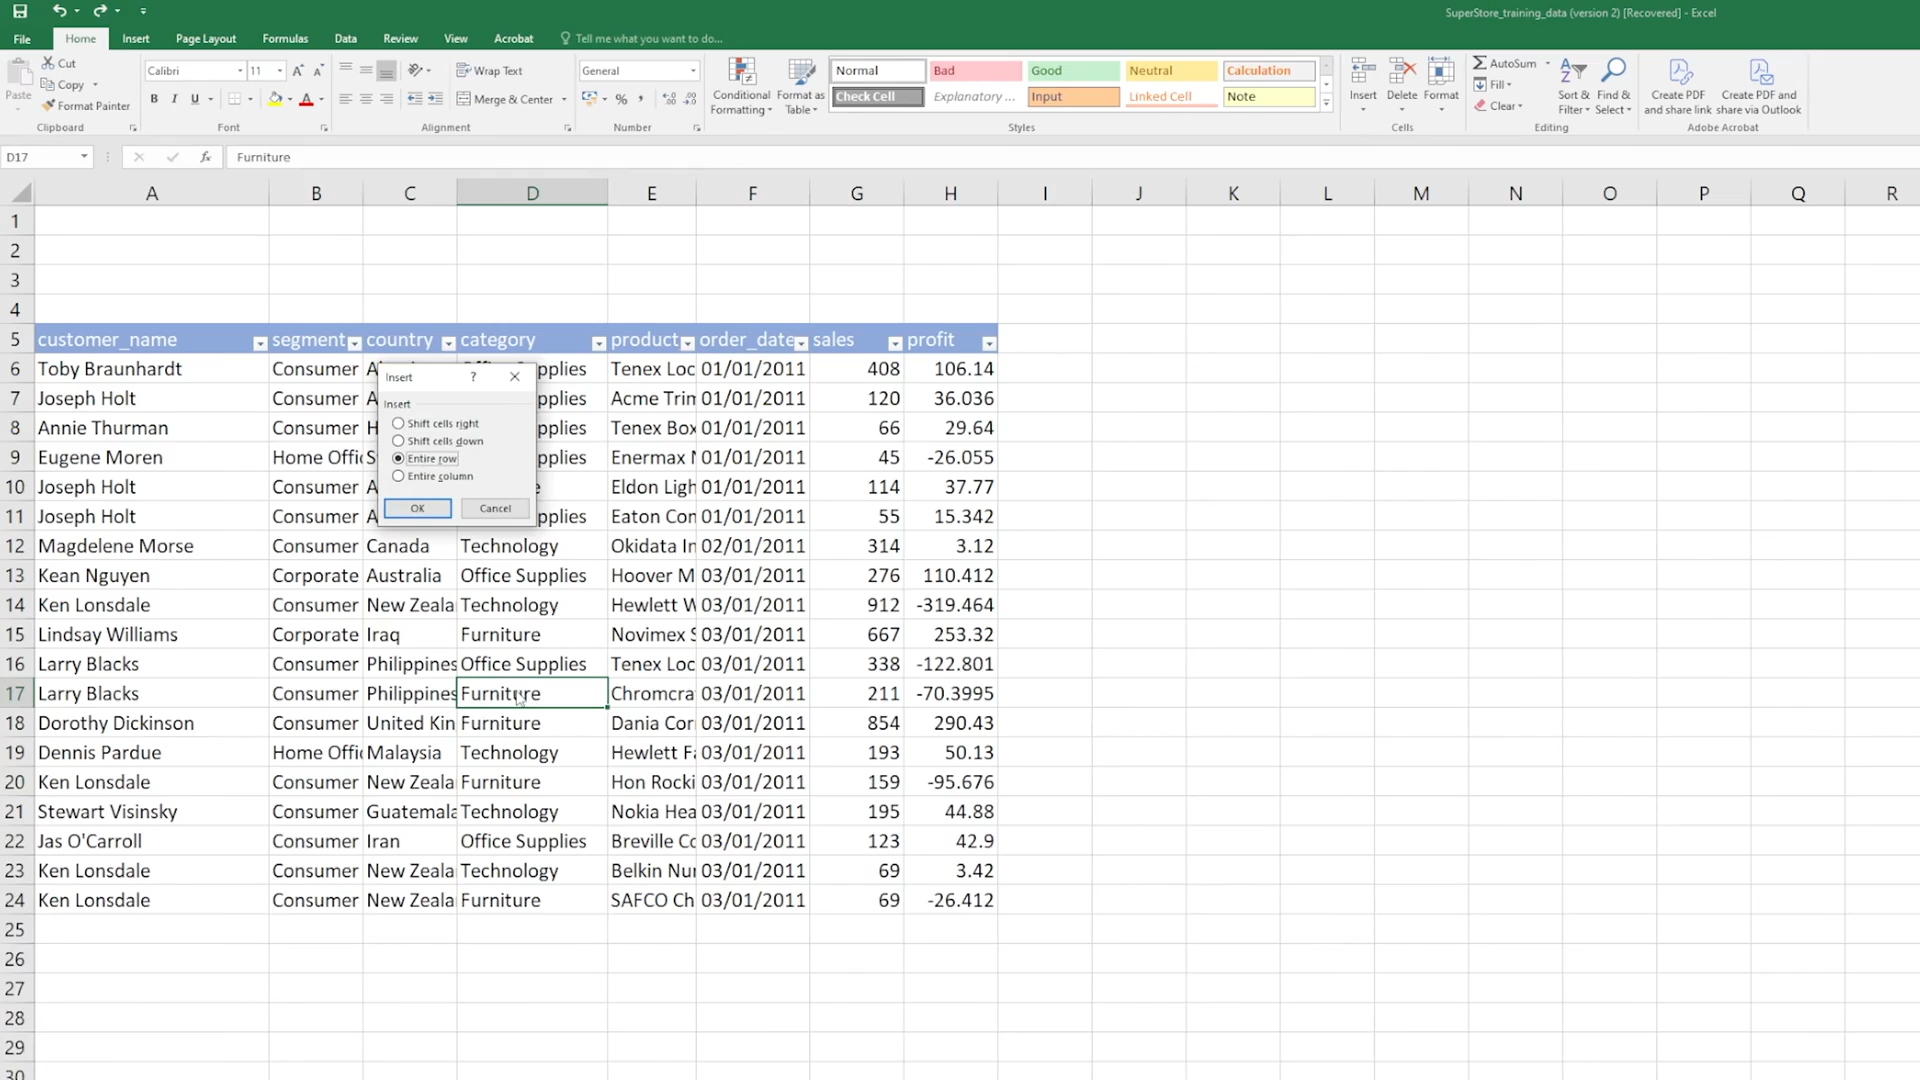 SuperStore_training_data (version 2) [Recovered] - Excel
File Home Insert Page Layout Formulas Data Review View Acrobat Tell me what you want to do...
Paste Cut Copy Format Painter Clipboard
Calibri 11 B I U A Font
Wrap Text Merge & Center Alignment
General % , Number
Conditional Formatting Format as Table
Normal Bad Good Neutral Calculation
Check Cell Explanatory ... Input Linked Cell Note
Styles
Insert Delete Format Cells
AutoSum Fill Clear Sort & Filter Find & Select Editing
Create PDF and share link Create PDF and share via Outlook Adobe Acrobat
D17 fx Furniture
A B C D E F G H I J K L M N O P Q R
1
2
3
4
5 customer_name segment country category product order_date sales profit
6 Toby Braunhardt Consumer A pplies Tenex Loc 01/01/2011 408 106.14
7 Joseph Holt Consumer A pplies Acme Trim 01/01/2011 120 36.036
8 Annie Thurman Consumer H pplies Tenex Box 01/01/2011 66 29.64
9 Eugene Moren Home Offi S pplies Enermax 01/01/2011 45 -26.055
10 Joseph Holt Consumer A e Eldon Ligh 01/01/2011 114 37.77
11 Joseph Holt Consumer A pplies Eaton Con 01/01/2011 55 15.342
Insert ?
Insert
Shift cells right
Shift cells down
Entire row
Entire column
OK Cancel
12 Magdelene Morse Consumer Canada Technology Okidata In 02/01/2011 314 3.12
13 Kean Nguyen Corporate Australia Office Supplies Hoover M 03/01/2011 276 110.412
14 Ken Lonsdale Consumer New Zeala Technology Hewlett W 03/01/2011 912 -319.464
15 Lindsay Williams Corporate Iraq Furniture Novimex S 03/01/2011 667 253.32
16 Larry Blacks Consumer Philippines Office Supplies Tenex Loc 03/01/2011 338 -122.801
17 Larry Blacks Consumer Philippines Furniture Chromcra 03/01/2011 211 -70.3995
18 Dorothy Dickinson Consumer United Kin Furniture Dania Cor 03/01/2011 854 290.43
19 Dennis Pardue Home Offi Malaysia Technology Hewlett Fa 03/01/2011 193 50.13
20 Ken Lonsdale Consumer New Zeala Furniture Hon Rocki 03/01/2011 159 -95.676
21 Stewart Visinsky Consumer Guatemala Technology Nokia Hea 03/01/2011 195 44.88
22 Jas O'Carroll Consumer Iran Office Supplies Breville Co 03/01/2011 123 42.9
23 Ken Lonsdale Consumer New Zeala Technology Belkin Nur 03/01/2011 69 3.42
24 Ken Lonsdale Consumer New Zeala Furniture SAFCO Ch 03/01/2011 69 -26.412
25
26
27
28
29
30